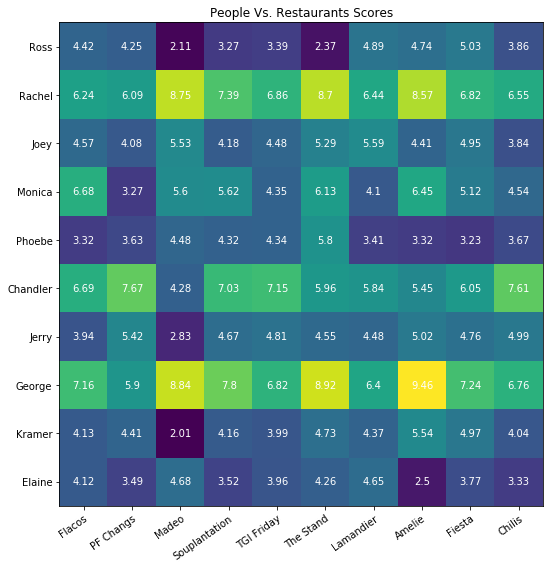 People Vs. Restaurants Scores
Ross 4.42 4.25 2.11 3.27 3.39 2.37 4.89 4.74 5.03 3.86
Rachel 6.24 6.09 8.75 7.39 6.86 8.7 6.44 8.57 6.82 6.55
Joey 4.57 4.08 5.53 4.18 4.48 5.29 5.59 4.41 4.95 3.84
Monica 6.68 3.27 5.6 5.62 4.35 6.13 4.1 6.45 5.12 4.54
Phoebe 3.32 3.63 4.48 4.32 4.34 5.8 3.41 3.32 3.23 3.67
Chandler 6.69 7.67 4.28 7.03 7.15 5.96 5.84 5.45 6.05 7.61
Jerry 3.94 5.42 2.83 4.67 4.81 4.55 4.48 5.02 4.76 4.99
George 7.16 5.9 8.84 7.8 6.82 8.92 6.4 9.46 7.24 6.76
Kramer 4.13 4.41 2.01 4.16 3.99 4.73 4.37 5.54 4.97 4.04
Elaine 4.12 3.49 4.68 3.52 3.96 4.26 4.65 2.5 3.77 3.33
Flacos PF Changs Madeo Souplantation TGI Friday The Stand Lamandier Amelie Fiesta Chilis